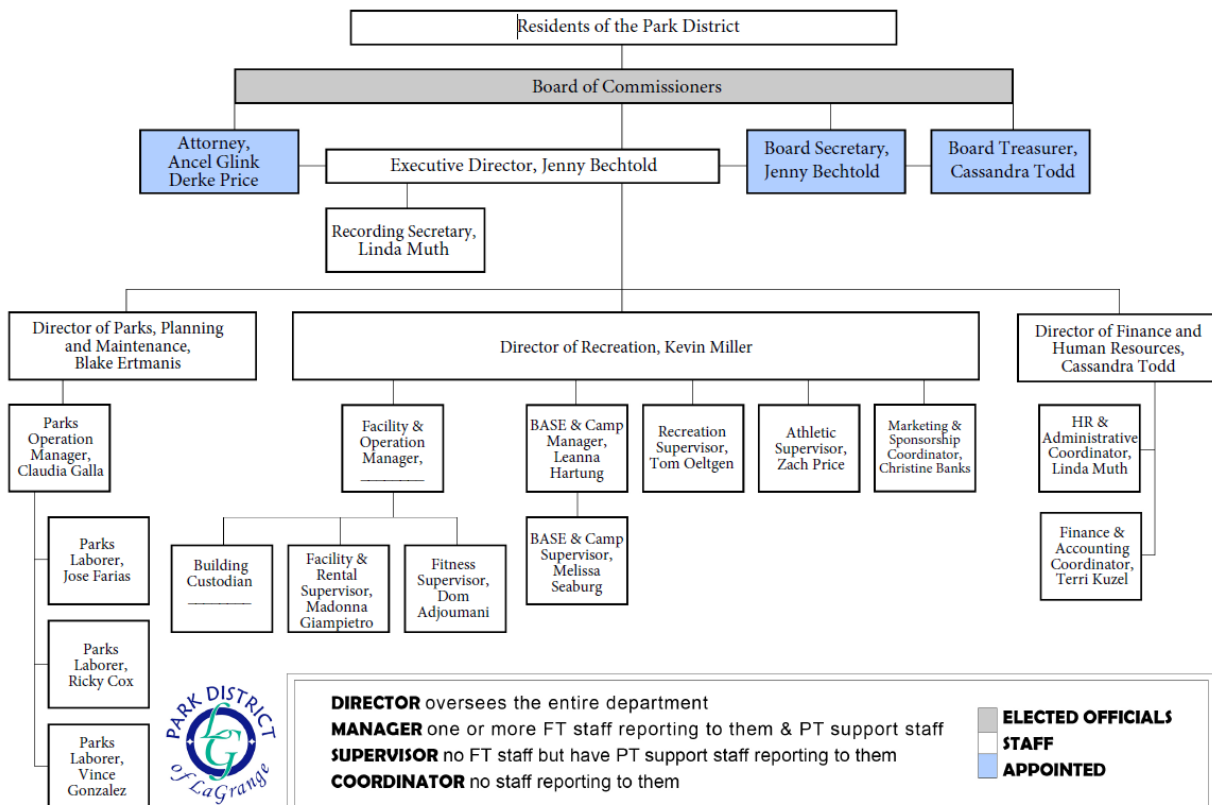 Residents of the Park District
Board of Commissioners
Attorney,
Ancel Glink
Derke Price
Executive Director, Jenny Bechtold
Board Secretary,
Jenny Bechtold
Board Treasurer,
Cassandra Todd
Recording Secretary,
Linda Muth
Director of Parks, Planning
and Maintenance,
Blake Ertmanis
Director of Recreation, Kevin Miller
Director of Finance and
Human Resources,
Cassandra Todd
Parks
Operation
Manager,
Claudia Galla
Facility &
Operation
Manager,
________
BASE & Camp
Manager,
Leanna
Hartung
Recreation
Supervisor,
Tom Oeltgen
Athletic
Supervisor,
Zach Price
Marketing &
Sponsorship
Coordinator,
Christine Banks
HR &
Administrative
Coordinator,
Linda Muth
Parks
Laborer,
Jose Farias
Building
Custodian
________
Facility &
Rental
Supervisor,
Madonna
Giampietro
Fitness
Supervisor,
Dom
Adjoumani
BASE & Camp
Supervisor,
Melissa
Seaburg
Finance &
Accounting
Coordinator,
Terri Kuzel
Parks
Laborer,
Ricky Cox
Parks
Laborer,
Vince
Gonzalez
PARK DISTRICT
LG
of LaGrange
DIRECTOR oversees the entire department
MANAGER one or more FT staff reporting to them & PT support staff
SUPERVISOR no FT staff but have PT support staff reporting to them
COORDINATOR no staff reporting to them
ELECTED OFFICIALS
STAFF
APPOINTED